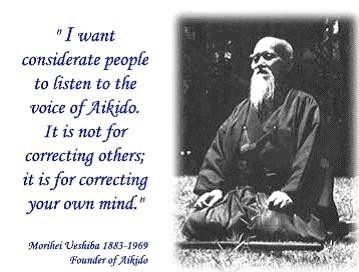 " I want
considerate people
to listen to the
voice of Aikido.
It is not for
correcting others;
it is for correcting
your own mind."
Morihei Ueshiba 1883-1969
Founder of Aikido